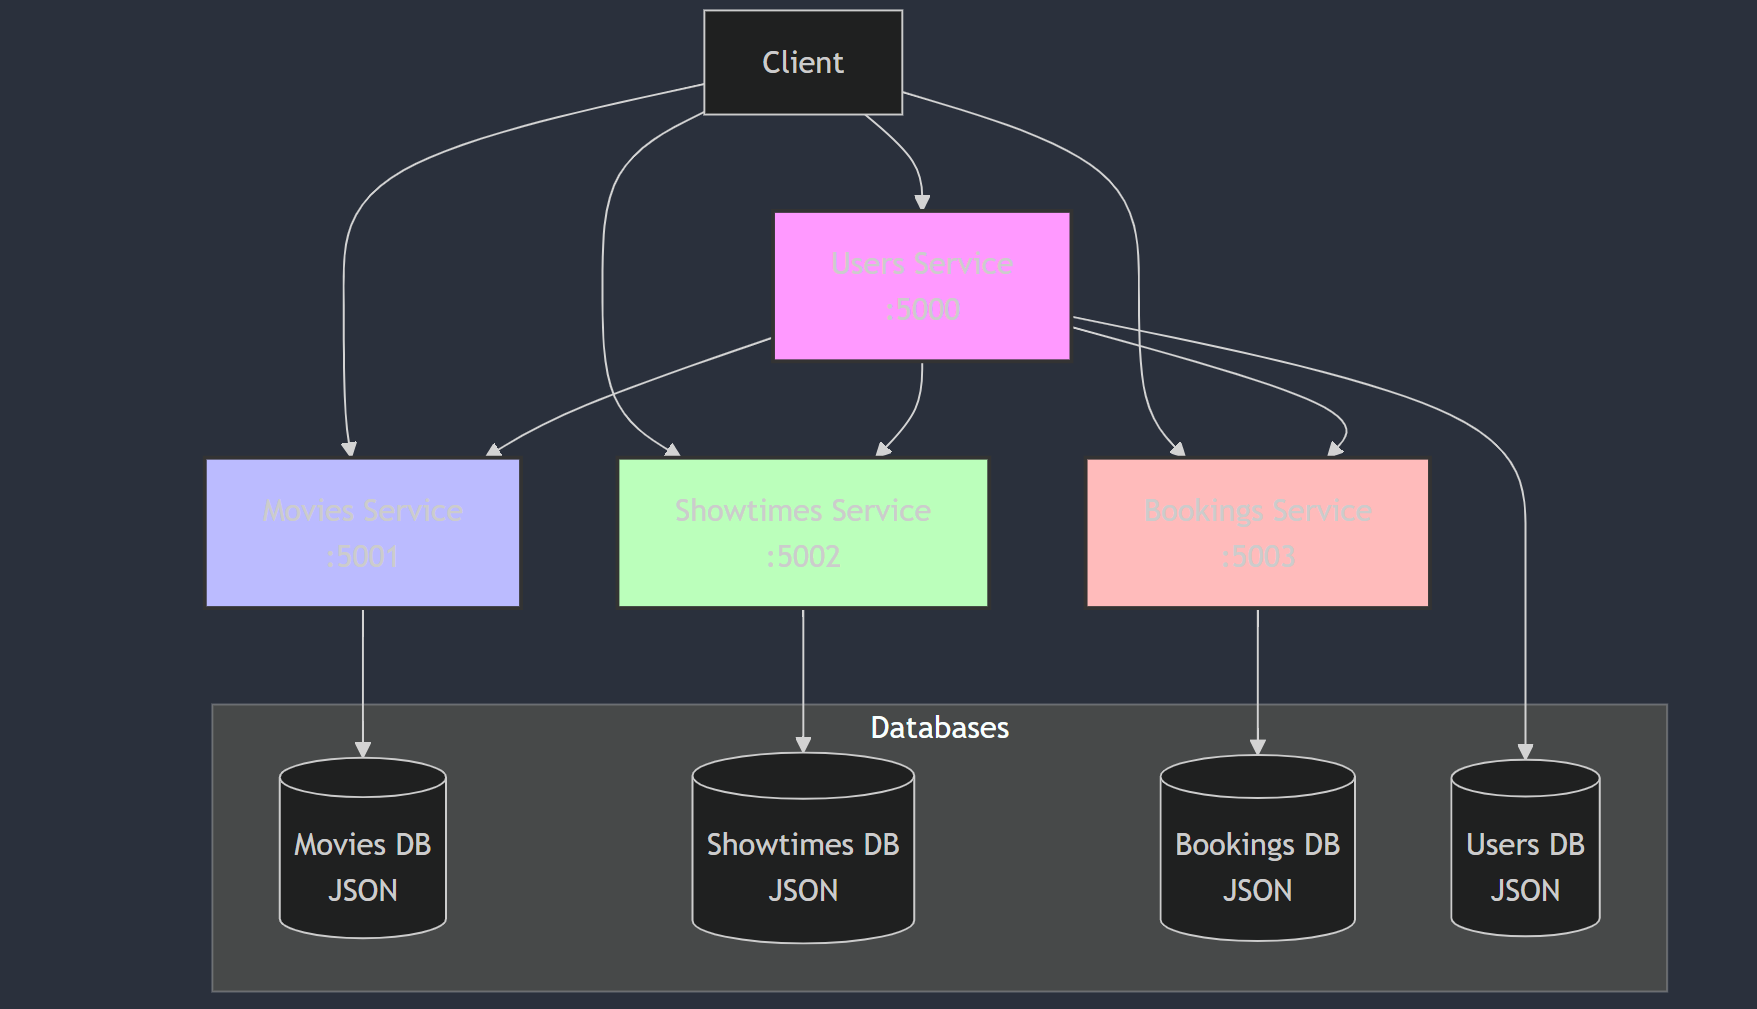 Client
Users Service
:5000
Movies Service
:5001
Showtimes Service
:5002
Bookings Service
:5003
Databases
Movies DB
JSON
Showtimes DB
JSON
Bookings DB
JSON
Users DB
JSON